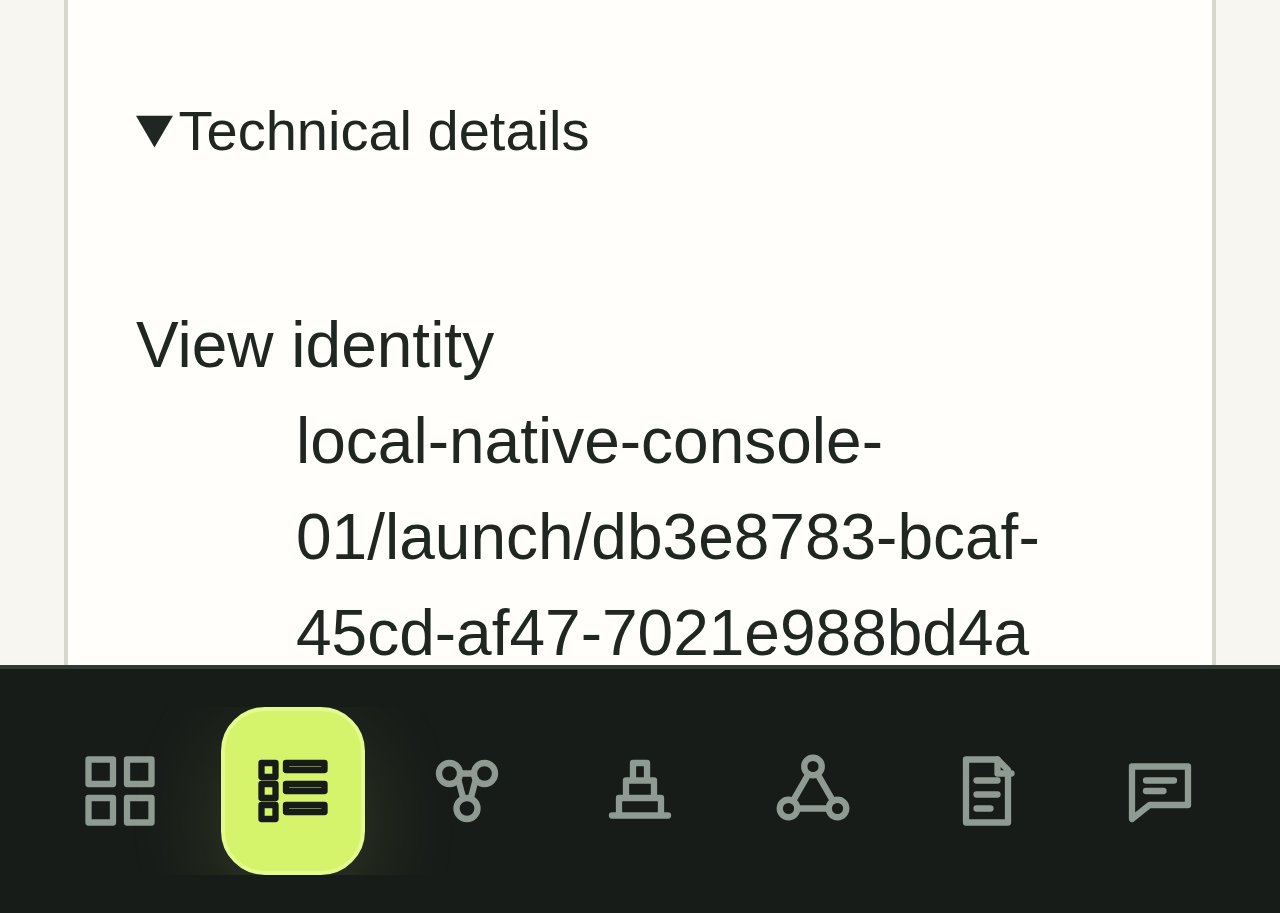 Technical details
View identity
local-native-console-
01/launch/db3e8783-bcaf-
45cd-af47-7021e988bd4a